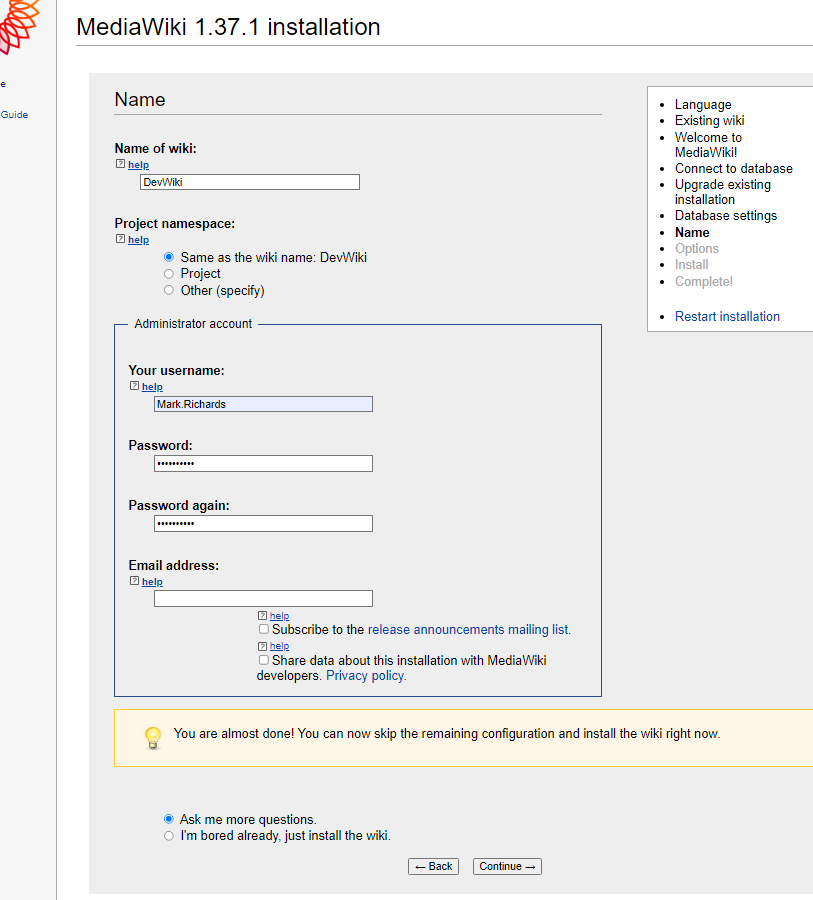 MediaWiki 1.37.1 installation
e
Guide
Name
Name of wiki:
help
DevWiki
Project namespace:
help
Same as the wiki name: DevWiki
Project
Other (specify)
Administrator account
Your username:
help
Mark.Richards
Password:
••••••••••
Password again:
••••••••••
Email address:
help
help
Subscribe to the release announcements mailing list.
help
Share data about this installation with MediaWiki
developers. Privacy policy.
You are almost done! You can now skip the remaining configuration and install the wiki right now.
Ask me more questions.
I'm bored already, just install the wiki.
← Back
Continue →
Language
Existing wiki
Welcome to
MediaWiki!
Connect to database
Upgrade existing
installation
Database settings
Name
Options
Install
Complete!
Restart installation